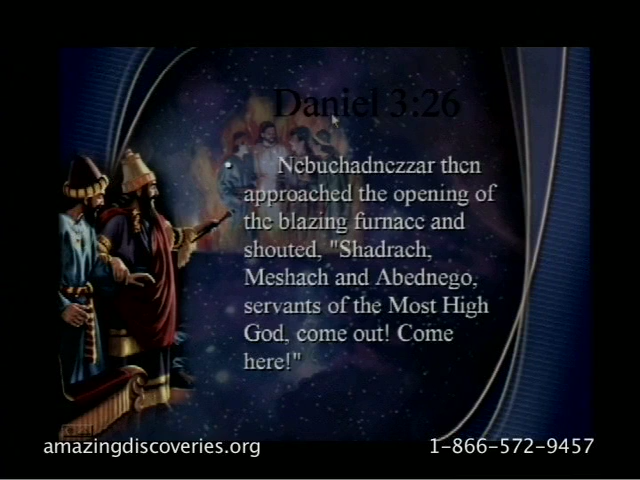 Daniel 3:26
• Nebuchadnezzar then
approached the opening of
the blazing furnace and
shouted, "Shadrach,
Meshach and Abednego,
servants of the Most High
God, come out! Come
here!"
amazingdiscoveries.org
1-866-572-9457